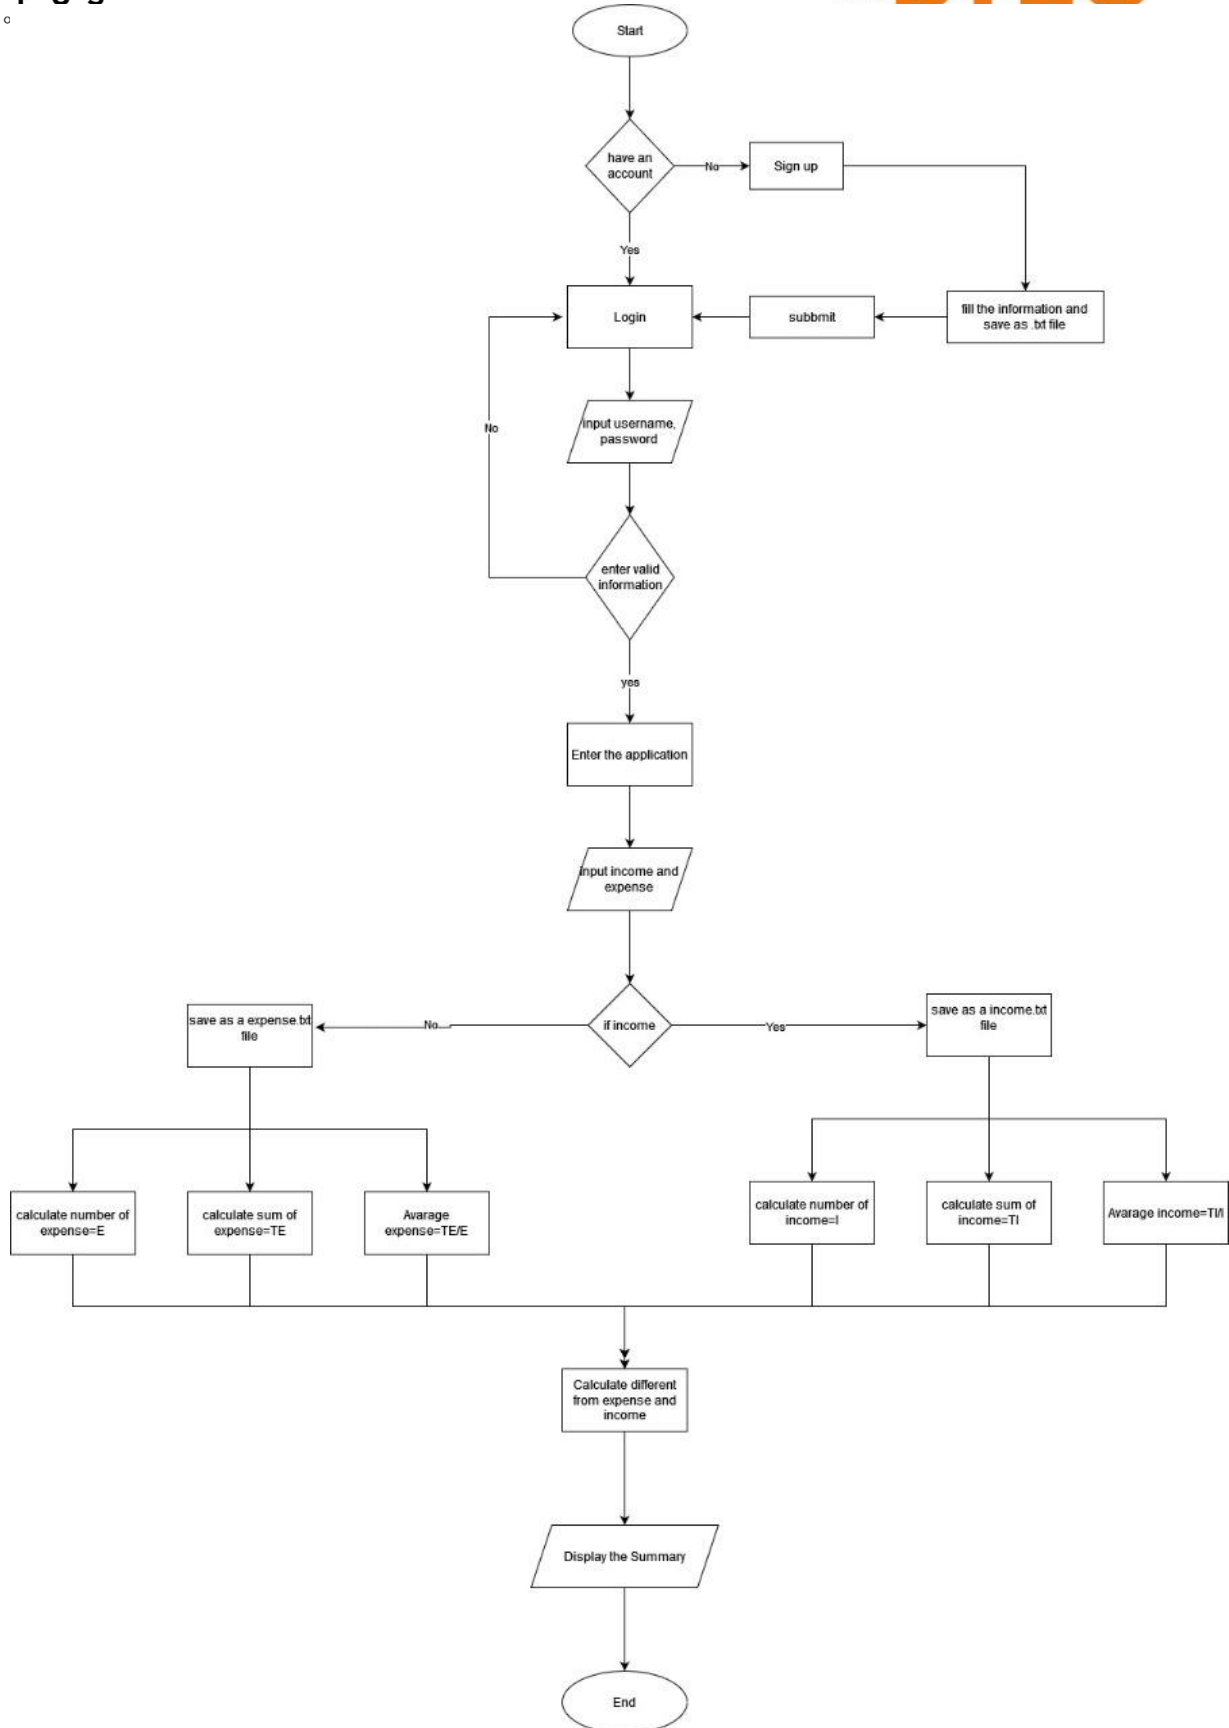 Start
have an
account
No
Sign up
Yes
Login
subbmit
fill the information and
save as .txt file
No
input username,
password
enter valid
information
yes
Enter the application
input income and
expense
save as a expense.txt
file
No
if income
Yes
save as a income.txt
file
calculate number of
expense=E
calculate sum of
expense=TE
Avarage
expense=TE/E
calculate number of
income=I
calculate sum of
income=TI
Avarage income=TI/I
Calculate different
from expense and
income
Display the Summary
End